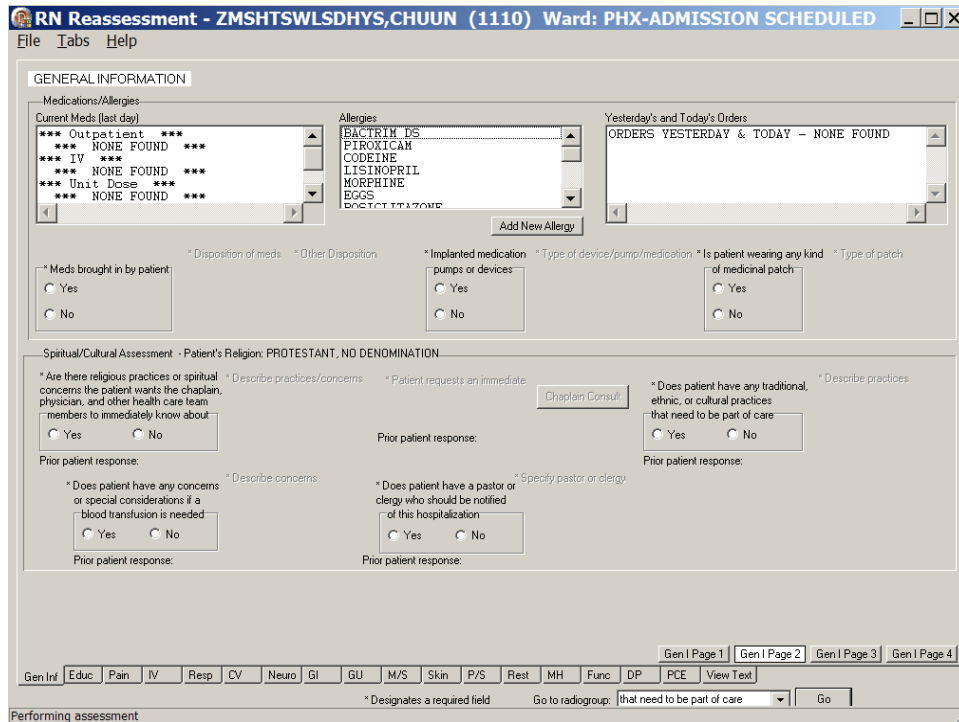 RN Reassessment - ZMSHTSWLSDHYS,CHUUN (1110) Ward: PHX-ADMISSION SCHEDULED
File Tabs Help
GENERAL INFORMATION
Medications/Allergies
Current Meds (last day)
*** Outpatient ***
*** NONE FOUND ***
*** IV ***
*** NONE FOUND ***
*** Unit Dose ***
*** NONE FOUND ***
Allergies
BACTRIM DS
PIROXICAM
CODEINE
LISINOPRIL
MORPHINE
EGGS
ROSIGLITAZONE
Add New Allergy
Yesterday's and Today's Orders
ORDERS YESTERDAY & TODAY - NONE FOUND
* Meds brought in by patient
Yes
No
* Disposition of meds * Other Disposition
* Implanted medication
pumps or devices
Yes
No
* Type of device/pump/medication
* Is patient wearing any kind
of medicinal patch
Yes
No
* Type of patch
Spiritual/Cultural Assessment - Patient's Religion: PROTESTANT, NO DENOMINATION
* Are there religious practices or spiritual
concerns the patient wants the chaplain,
physician, and other health care team
members to immediately know about
Yes No
Prior patient response:
* Describe practices/concerns
* Patient requests an immediate
Chaplain Consult
Prior patient response:
* Does patient have any traditional,
ethnic, or cultural practices
that need to be part of care
Yes No
Prior patient response:
* Describe practices
* Does patient have any concerns
or special considerations if a
blood transfusion is needed
Yes No
Prior patient response:
* Describe concerns
* Does patient have a pastor or
clergy who should be notified
of this hospitalization
Yes No
Prior patient response:
* Specify pastor or clergy
Gen I Page 1 Gen I Page 2 Gen I Page 3 Gen I Page 4
Gen Inf Educ Pain IV Resp CV Neuro GI GU M/S Skin P/S Rest MH Func DP PCE View Text
* Designates a required field Go to radiogroup: that need to be part of care Go
Performing assessment